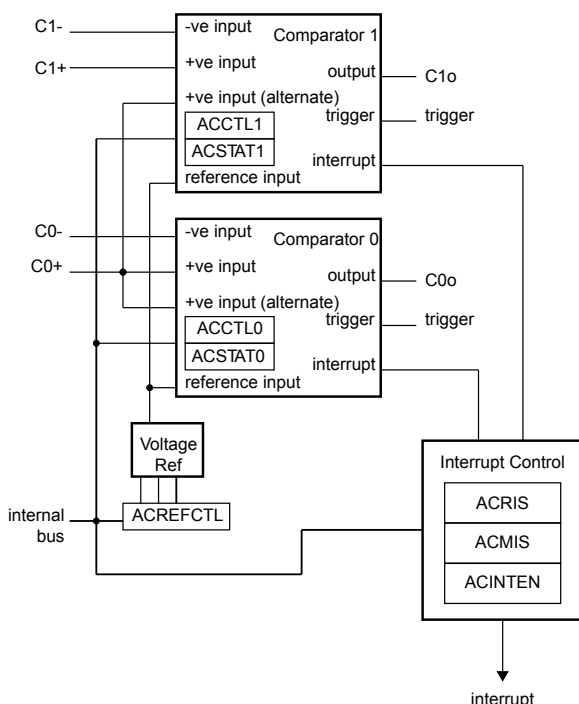 C1-
-ve input
Comparator 1
C1+
+ve input
output
C1o
+ve input (alternate)
trigger
trigger
ACCTL1
ACSTAT1
interrupt
reference input
C0-
-ve input
Comparator 0
C0+
+ve input
output
C0o
+ve input (alternate)
trigger
trigger
ACCTL0
ACSTAT0
interrupt
reference input
Voltage
Ref
internal
bus
ACREFCTL
Interrupt Control
ACRIS
ACMIS
ACINTEN
interrupt